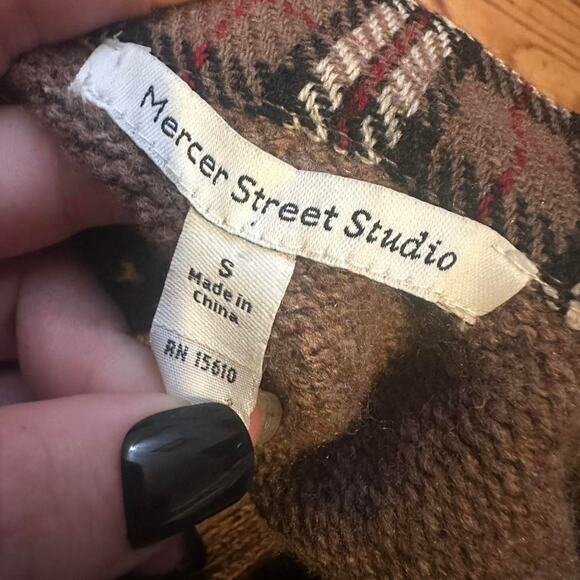 Mercer Street Studio
S
Made in
China
RN 15610